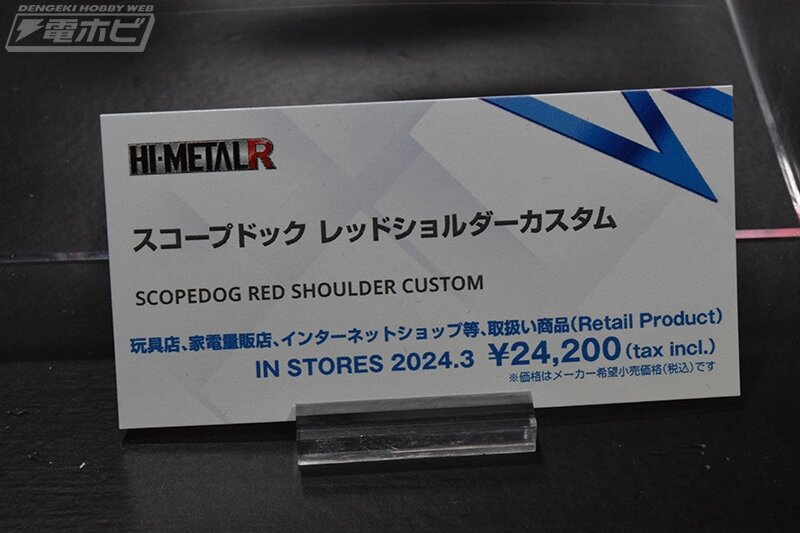 DENGEKI HOBBY WEB
電ホビ
HI-METAL R
スコープドック レッドショルダーカスタム
SCOPEDOG RED SHOULDER CUSTOM
玩具店、家電量販店、インターネットショップ等、取扱い商品(Retail Product)
IN STORES 2024.3 ¥24,200 (tax incl.)
※価格はメーカー希望小売価格(税込)です